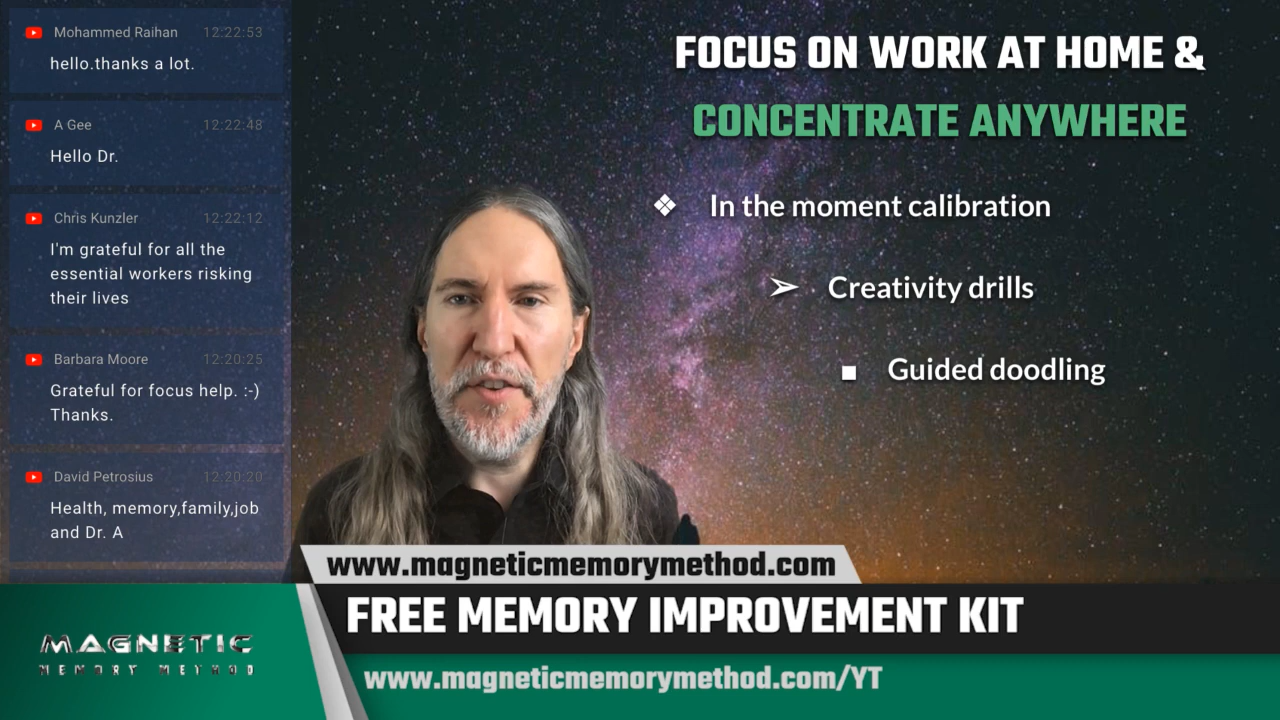 Mohammed Raihan 12:22:53
hello.thanks a lot.
A Gee 12:22:48
Hello Dr.
Chris Kunzler 12:22:12
I'm grateful for all the
essential workers risking
their lives
Barbara Moore 12:20:25
Grateful for focus help. :-)
Thanks.
David Petrosius 12:20:20
Health, memory,family,job
and Dr. A
FOCUS ON WORK AT HOME &
CONCENTRATE ANYWHERE
❖ In the moment calibration
➢ Creativity drills
▪ Guided doodling
www.magneticmemorymethod.com
FREE MEMORY IMPROVEMENT KIT
www.magneticmemorymethod.com/YT
MAGNETIC
MEMORY METHOD